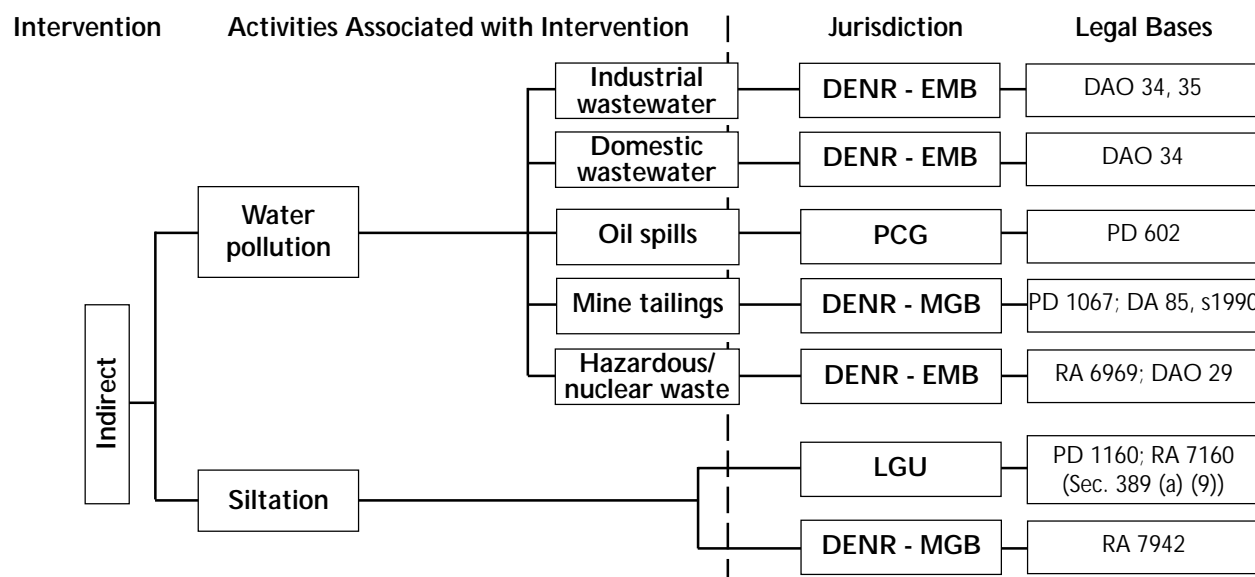 Intervention
Activities Associated with Intervention
Jurisdiction
Legal Bases
Industrial
wastewater
DENR - EMB
DAO 34, 35
Domestic
wastewater
DENR - EMB
DAO 34
Water
pollution
Oil spills
PCG
PD 602
Mine tailings
DENR - MGB
PD 1067; DA 85, s1990
Hazardous/
nuclear waste
DENR - EMB
RA 6969; DAO 29
Indirect
Siltation
LGU
PD 1160; RA 7160
(Sec. 389 (a) (9))
DENR - MGB
RA 7942